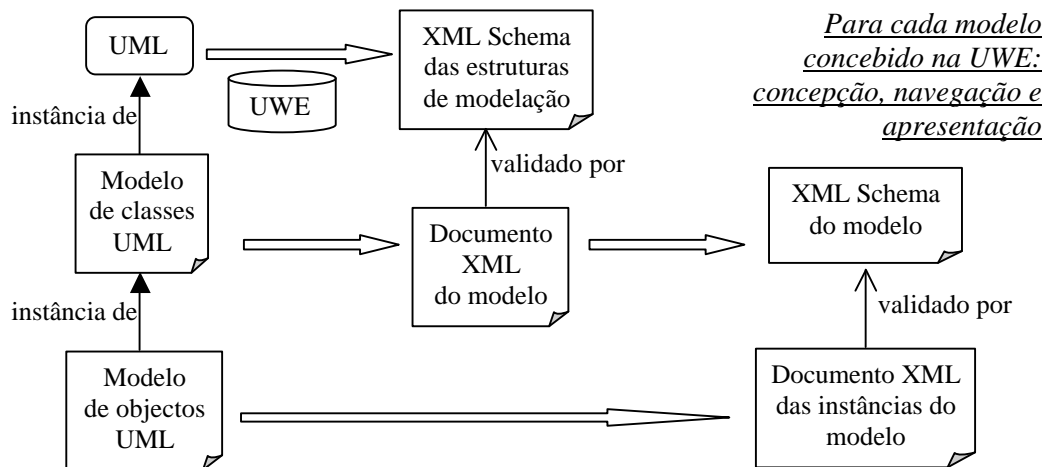 UML
XML Schema
das estruturas
de modelação
Para cada modelo
concebido na UWE:
concepção, navegação e
apresentação
UWE
instância de
validado por
Modelo
de classes
UML
Documento
XML
do modelo
XML Schema
do modelo
instância de
validado por
Modelo
de objectos
UML
Documento XML
das instâncias do
modelo